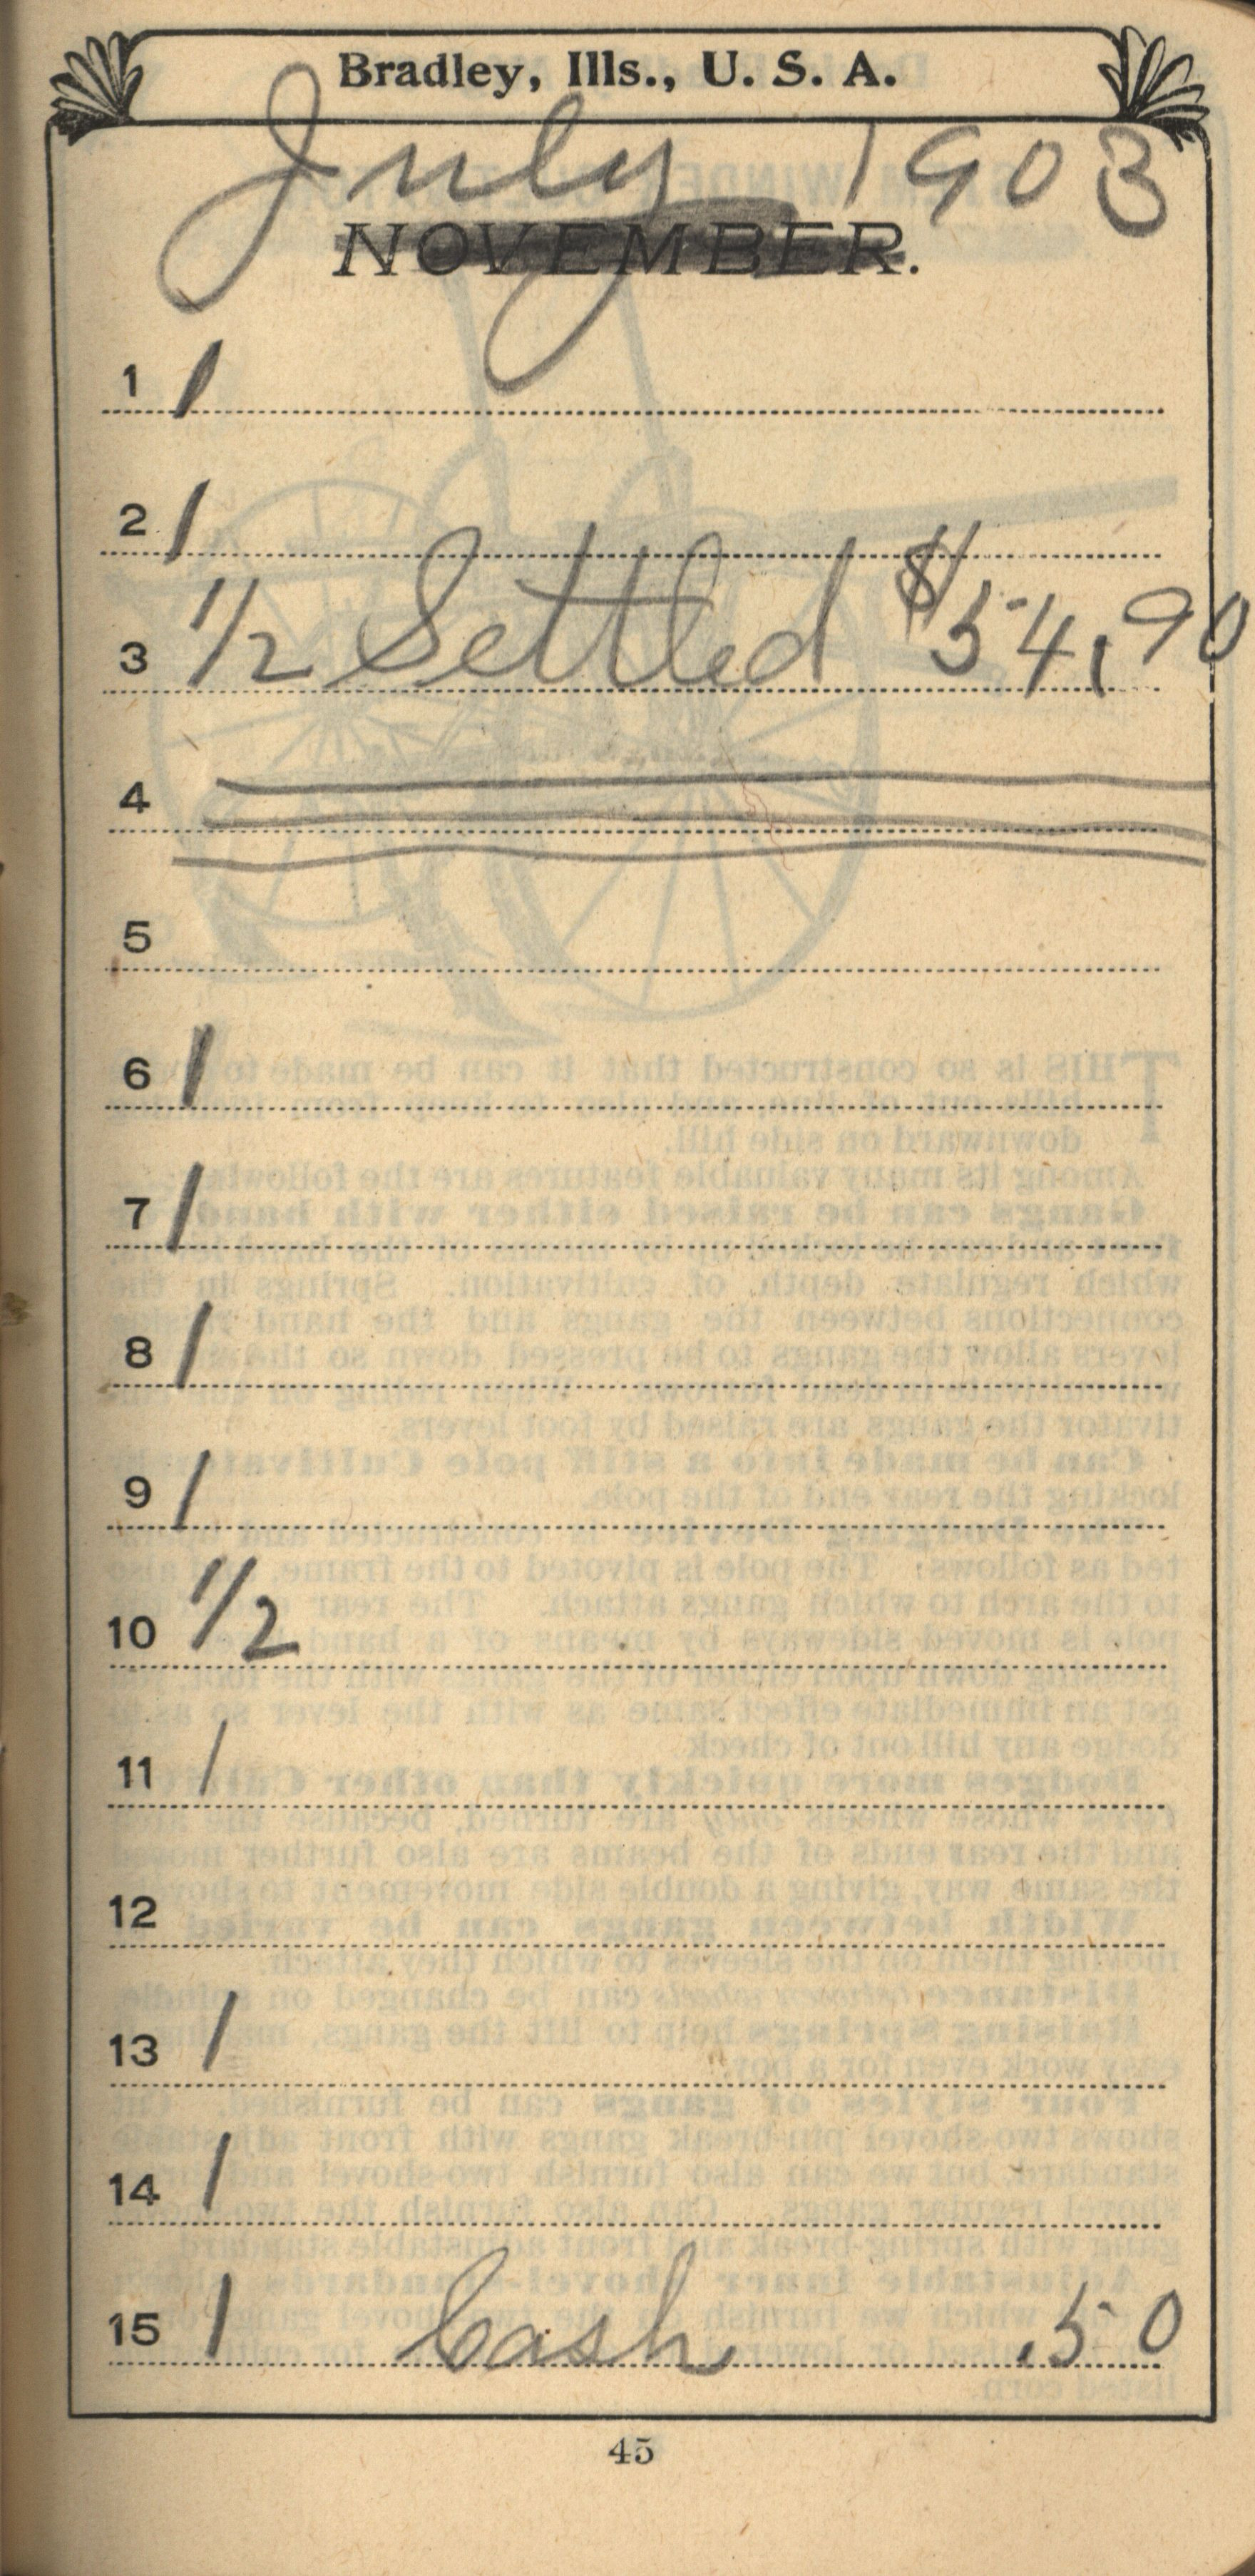 Bradley, Ills., U. S. A.
July 1903
NOVEMBER.
1 1
2 1
3 1/2 Settled $54.90
4
5
6 1
7 1
8 1
9 1
10 1/2
11 1
12
13 1
14 1
15 1 Cash .50
45